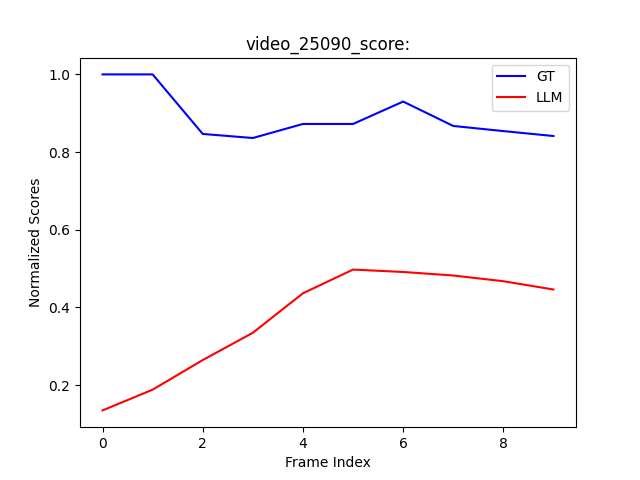 video_25090_score:
GT
LLM
1.0
0.8
0.6
0.4
0.2
Normalized Scores
0 2 4 6 8
Frame Index